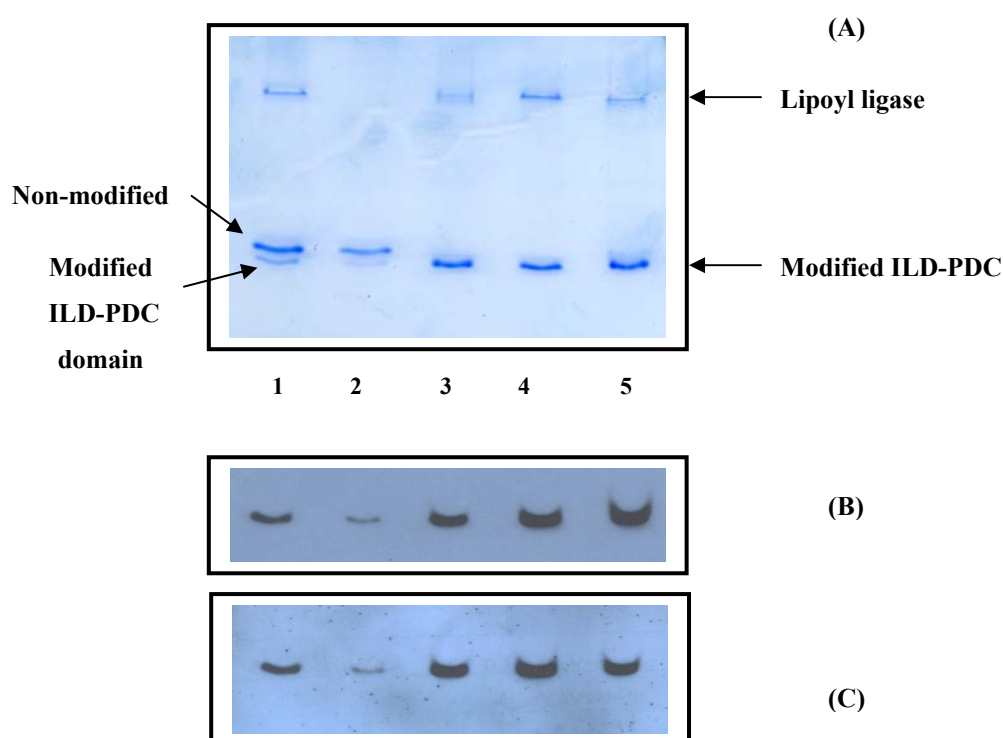 (A)
Lipoyl ligase
Non-modified
Modified
ILD-PDC
domain
Modified ILD-PDC
1 2 3 4 5
(B)
(C)